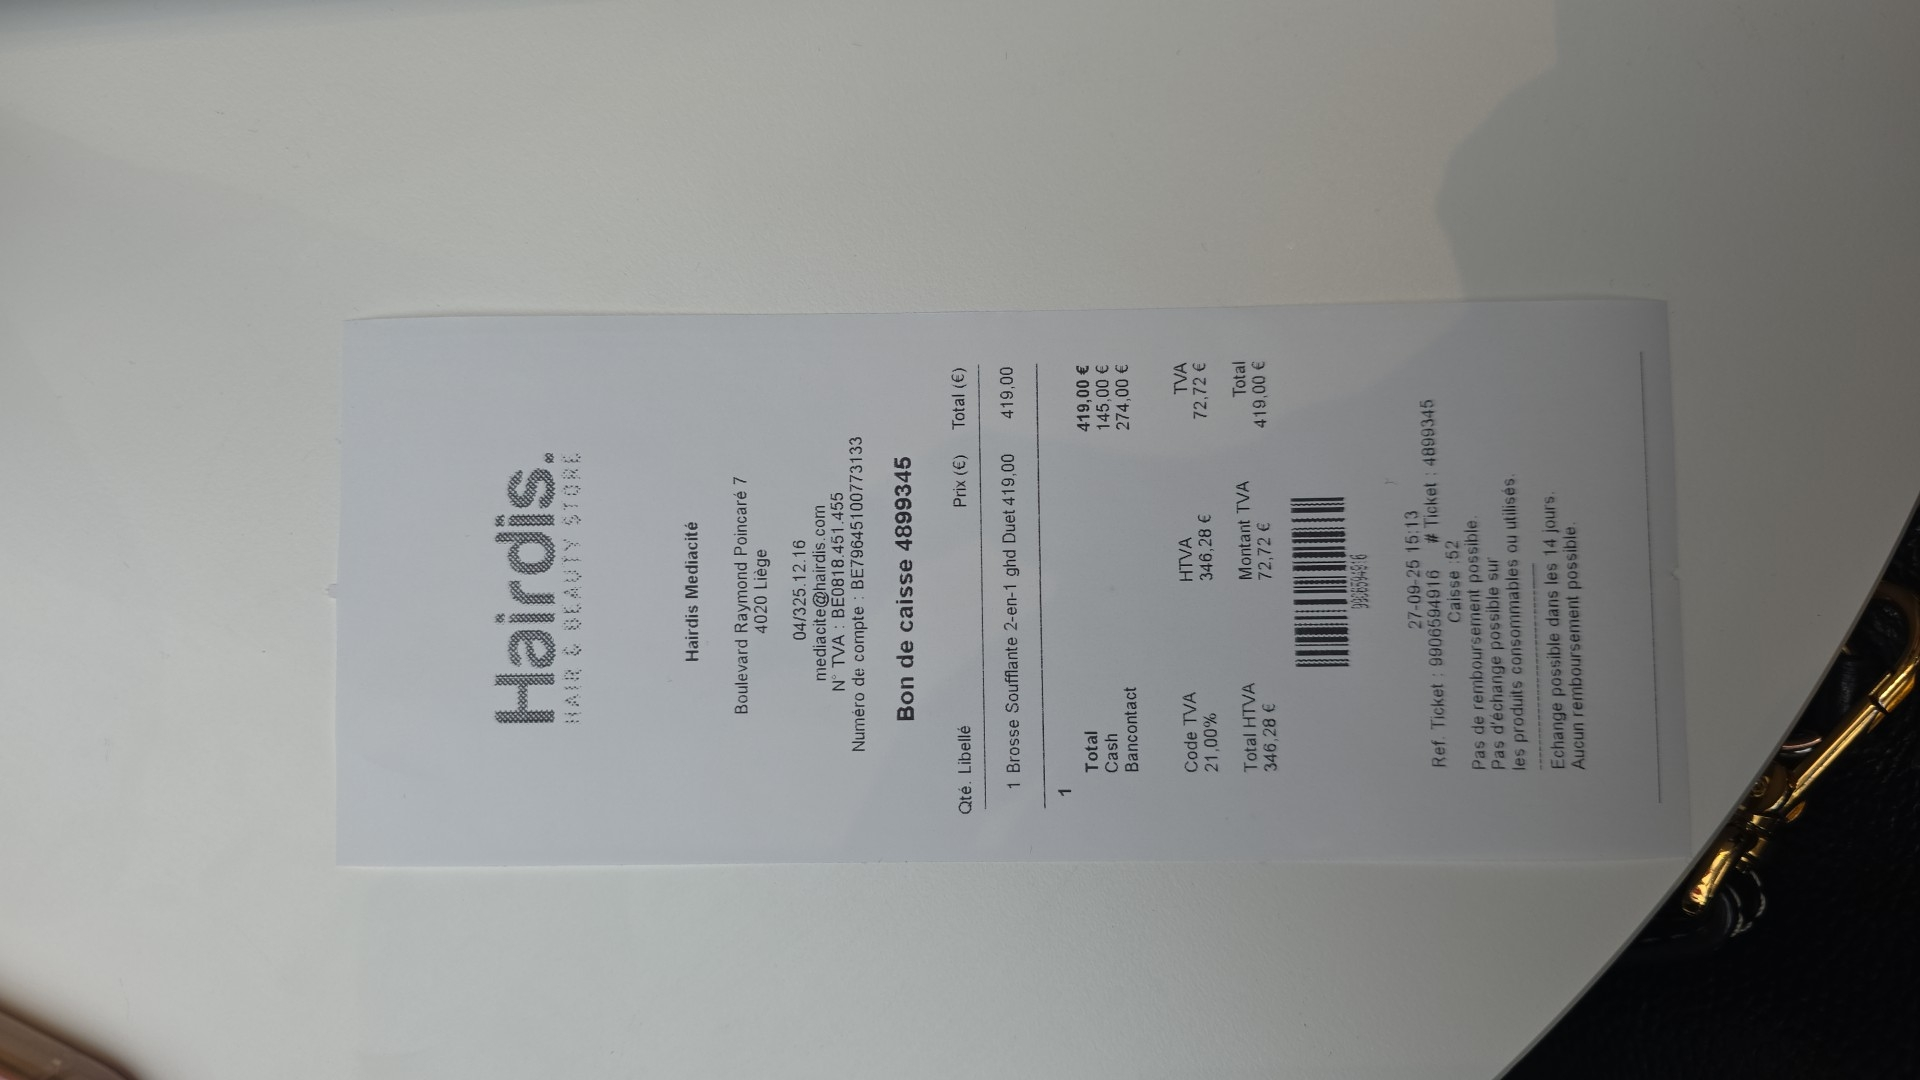 Hairdis.
HAIR & BEAUTY STORE
Hairdis Mediacité
Boulevard Raymond Poincaré 7
4020 Liège
04/325.12.16
mediacite@hairdis.com
N° TVA : BE0818.451.455
Numéro de compte : BE79645100773133
Bon de caisse 4899345
Qté. Libellé Prix (€) Total (€)
1 Brosse Soufflante 2-en-1 ghd Duet 419,00 419,00
1
Total 419,00 €
Cash 145,00 €
Bancontact 274,00 €
Code TVA HTVA TVA
21,00% 346,28 € 72,72 €
Total HTVA Montant TVA Total
346,28 € 72,72 € 419,00 €
9906594916
27-09-25 15:13
Ref. Ticket : 9906594916 # Ticket : 4899345
Caisse :52
Pas de remboursement possible.
Pas d'échange possible sur
les produits consommables ou utilisés.
------------------------------
Echange possible dans les 14 jours.
Aucun remboursement possible.